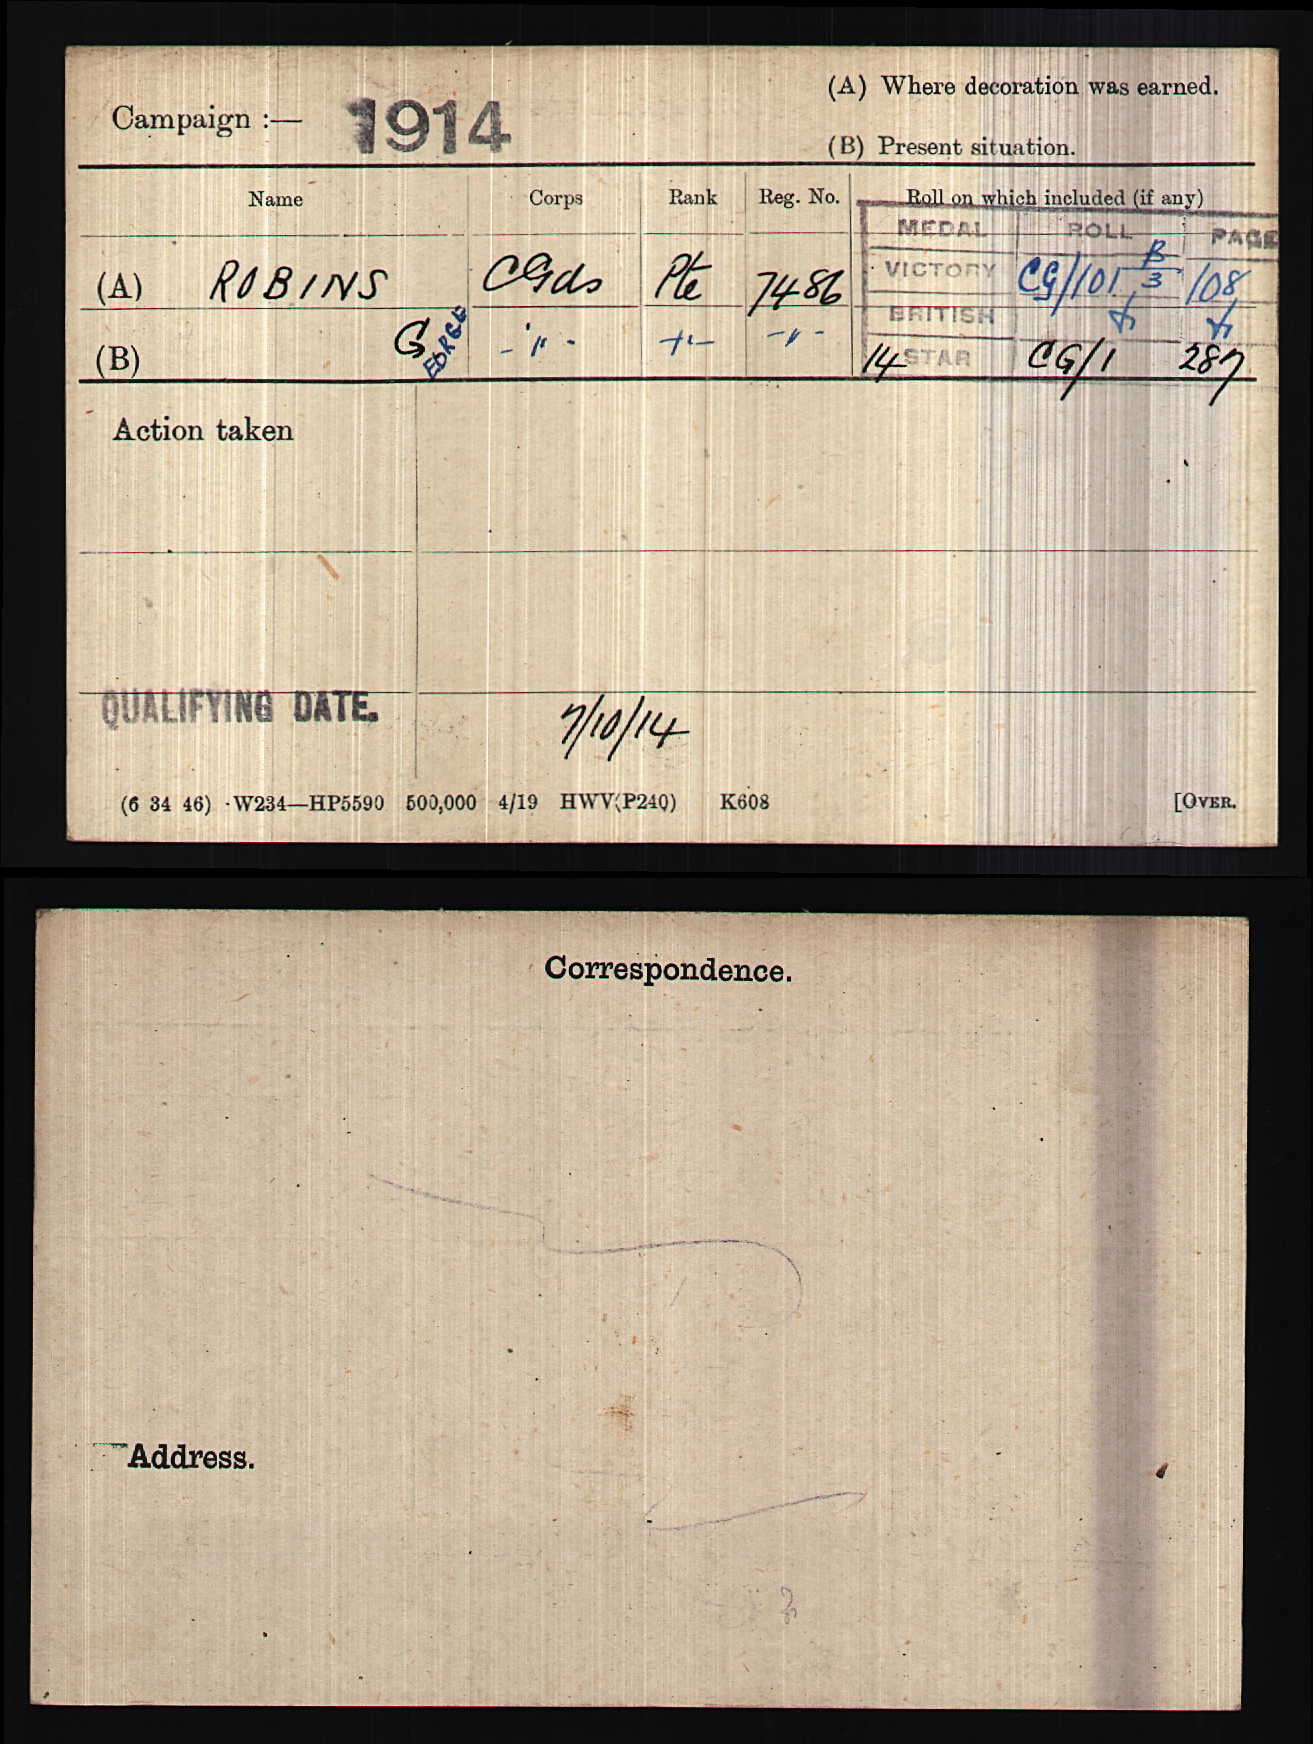 (A) Where decoration was earned.
Campaign :— 1914
(B) Present situation.
Name Corps Rank Reg. No. Roll on which included (if any)
MEDAL ROLL PAGE
(A) ROBINS CGds Pte 7486 VICTORY CG/101 B/3 108
(B) GEORGE -"- -"- -"- BRITISH
14 STAR CG/1 287
Action taken
QUALIFYING DATE. 7/10/14
(6 34 46) W234—HP5590 500,000 4/19 HWV(P240) K608 [OVER.
Correspondence.
Address.